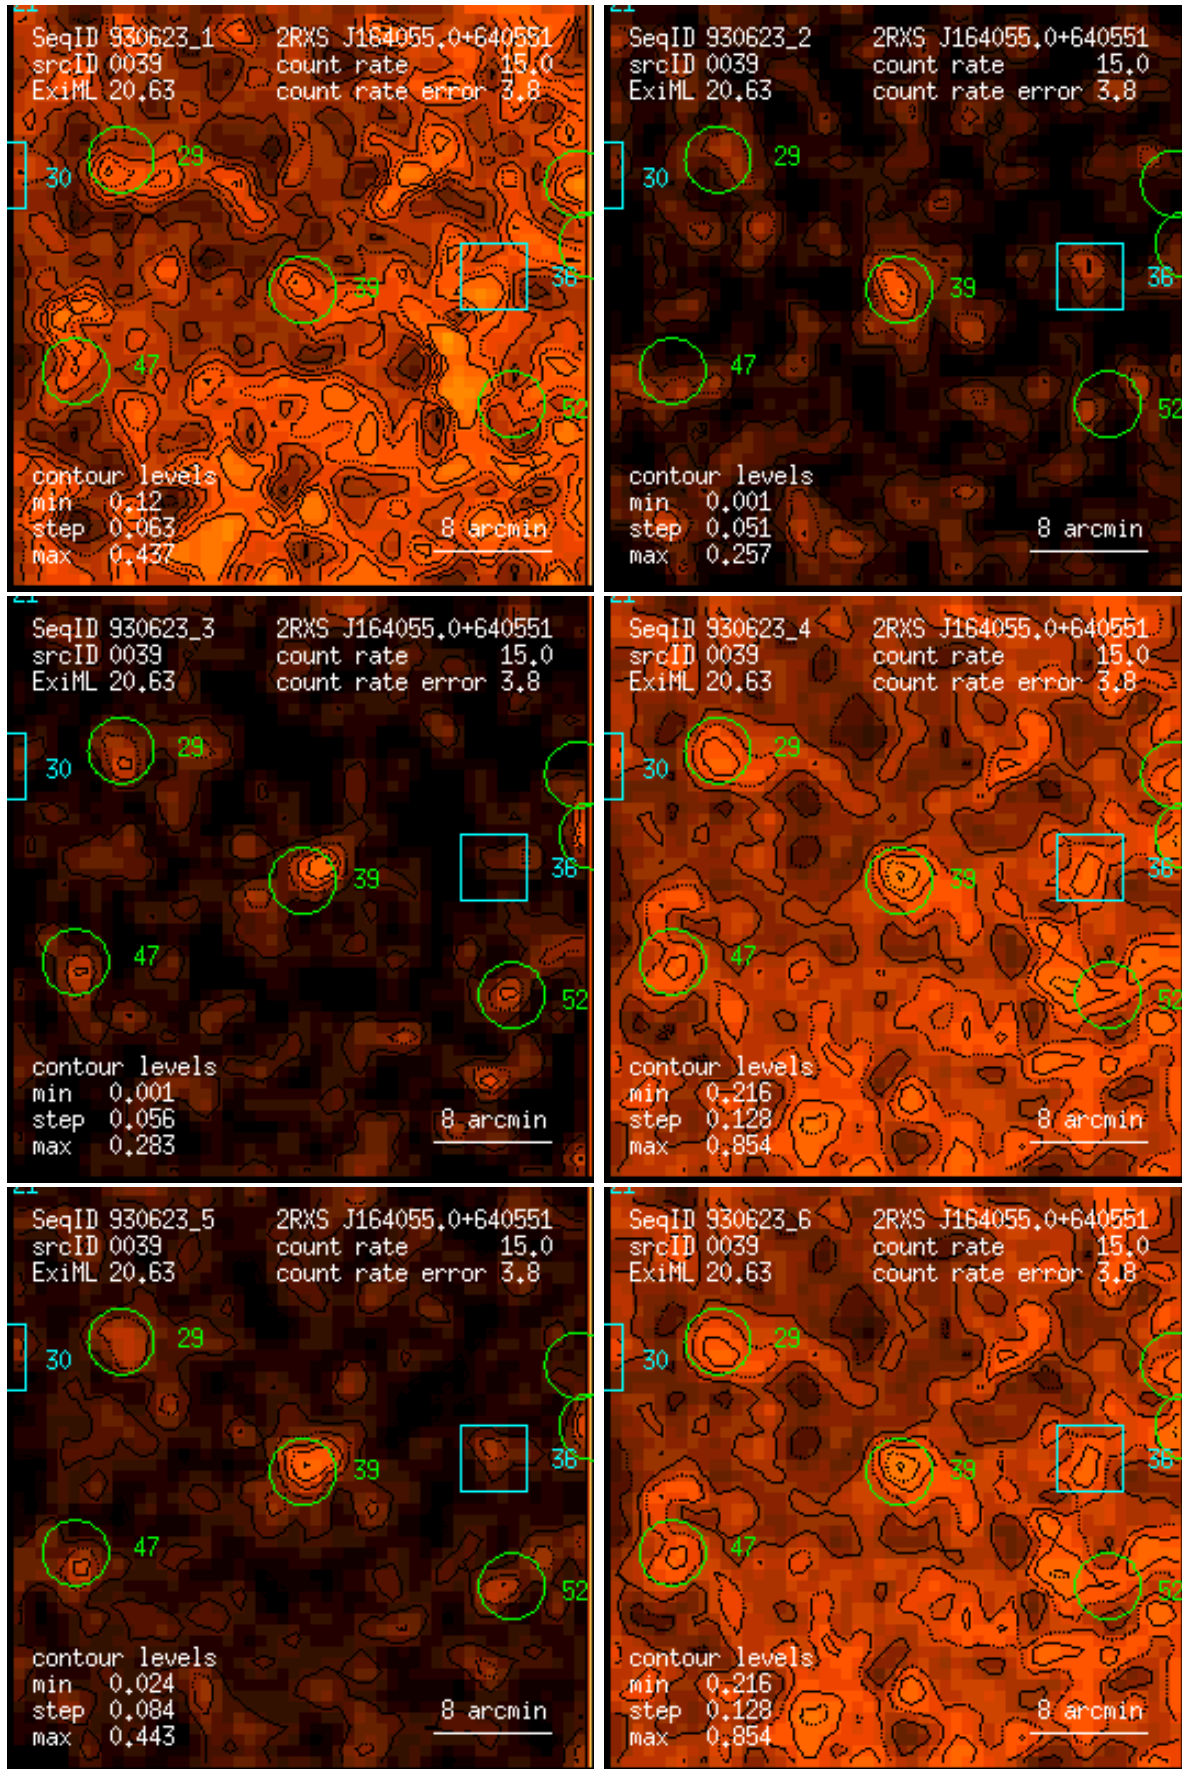 21
SeqID 930623_1 2RXS J164055.0+640551
srcID 0039 count rate 15.0
ExiML 20.63 count rate error 3.8
29
30
36
39
47
52
contour levels
min 0.12
step 0.063
max 0.437
8 arcmin
SeqID 930623_2 2RXS J164055.0+640551
srcID 0039 count rate 15.0
ExiML 20.63 count rate error 3.8
29
30
36
39
47
52
contour levels
min 0.001
step 0.051
max 0.257
8 arcmin
21
SeqID 930623_3 2RXS J164055.0+640551
srcID 0039 count rate 15.0
ExiML 20.63 count rate error 3.8
29
30
36
39
47
52
contour levels
min 0.001
step 0.056
max 0.283
8 arcmin
21
SeqID 930623_4 2RXS J164055.0+640551
srcID 0039 count rate 15.0
ExiML 20.63 count rate error 3.8
29
30
36
39
47
52
contour levels
min 0.216
step 0.128
max 0.854
8 arcmin
21
SeqID 930623_5 2RXS J164055.0+640551
srcID 0039 count rate 15.0
ExiML 20.63 count rate error 3.8
29
30
36
39
47
52
contour levels
min 0.024
step 0.084
max 0.443
8 arcmin
21
SeqID 930623_6 2RXS J164055.0+640551
srcID 0039 count rate 15.0
ExiML 20.63 count rate error 3.8
29
30
36
39
47
52
contour levels
min 0.216
step 0.128
max 0.854
8 arcmin